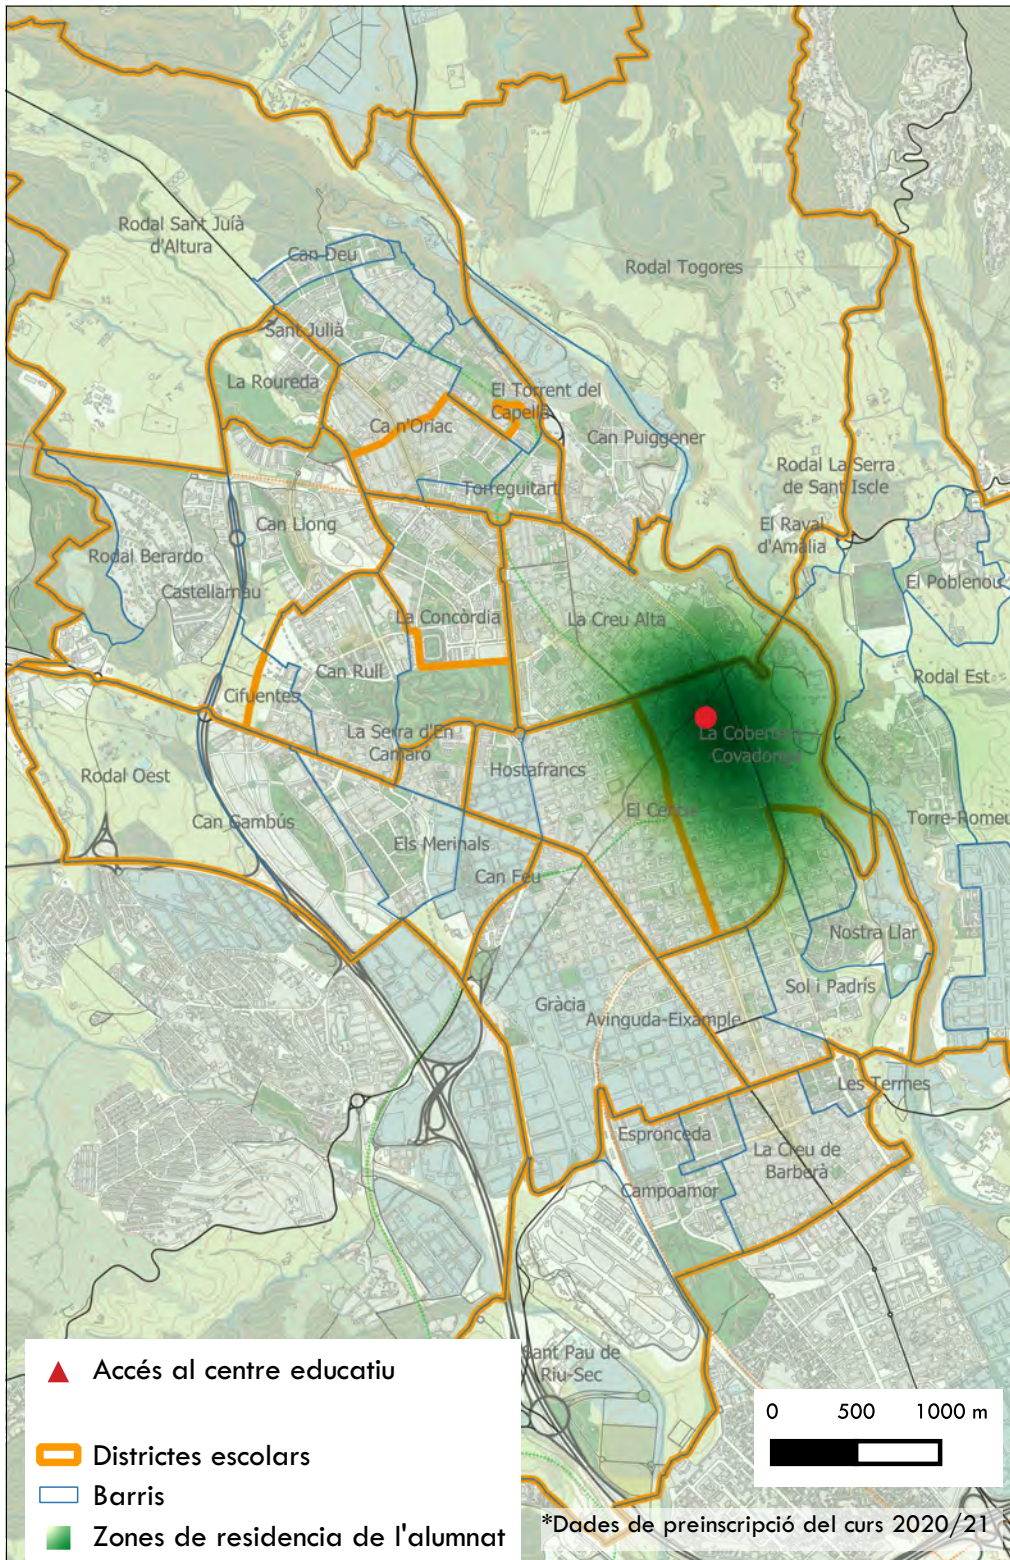 Rodal Sant Juíà
d'Altura
Can Deu
Rodal Togores
Sant Julià
La Roureda
El Torrent del
Capellà
Ca n'Oriac
Can Puiggener
Rodal La Serra
de Sant Iscle
Torreguitart
Can Llong
El Raval
d'Amàlia
Rodal Berardo
El Poblenou
Castellarnau
La Concòrdia
La Creu Alta
Can Rull
Rodal Est
Cifuentes
La Serra d'En
Camaró
La Cobertera
Covadonga
Hostafrancs
Rodal Oest
El Centre
Can Gambús
Torre-Romeu
Els Merinals
Can Feu
Nostra Llar
Sol i Padrís
Gràcia
Avinguda-Eixample
Les Termes
Espronceda
La Creu de
Barberà
Campoamor
Sant Pau de
Riu-Sec
Accés al centre educatiu
Districtes escolars
Barris
Zones de residencia de l'alumnat
0 500 1000 m
*Dades de preinscripció del curs 2020/21